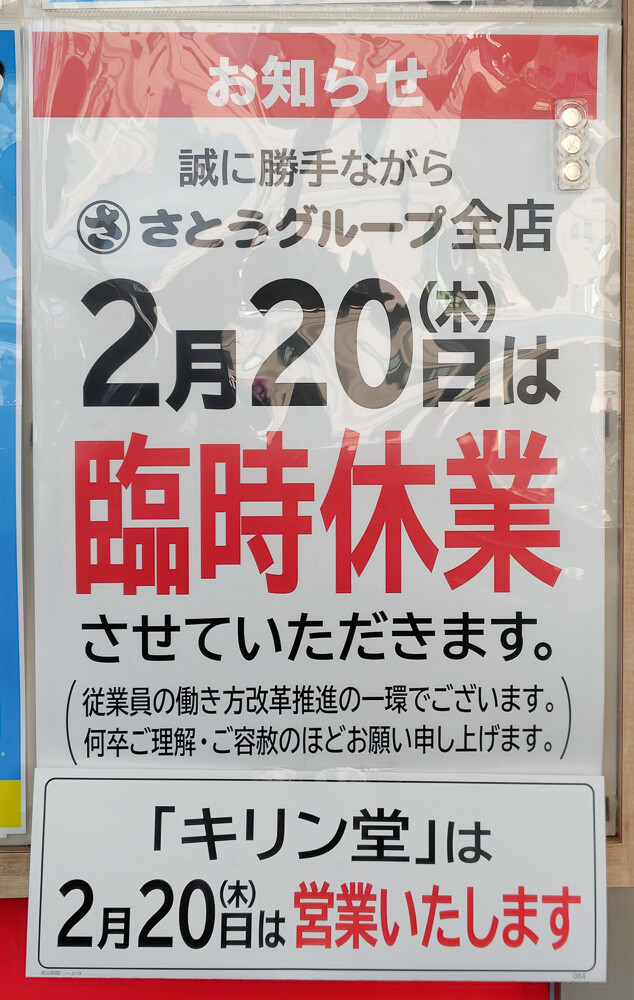 お知らせ
誠に勝手ながら
さ さとうグループ全店
2月20日(木)は
臨時休業
させていただきます。
(従業員の働き方改革推進の一環でございます。
何卒ご理解・ご容赦のほどお願い申し上げます。)
「キリン堂」は
2月20日(木)は営業いたします
084